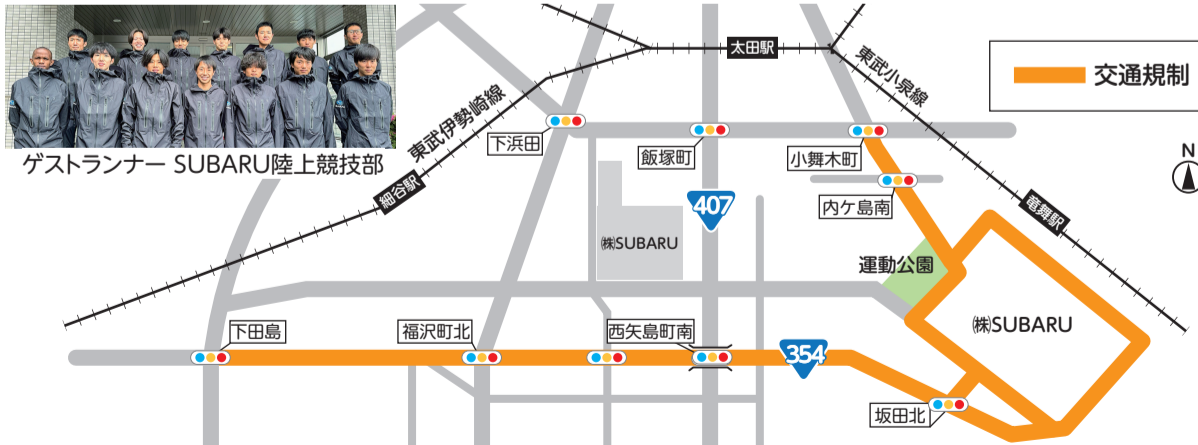 ゲストランナー SUBARU陸上競技部
太田駅
東武小泉線
交通規制
東武伊勢崎線
下浜田
飯塚町
小舞木町
N
細谷駅
内ケ島南
407
竜舞駅
㈱SUBARU
運動公園
㈱SUBARU
下田島
福沢町北
西矢島町南
354
坂田北